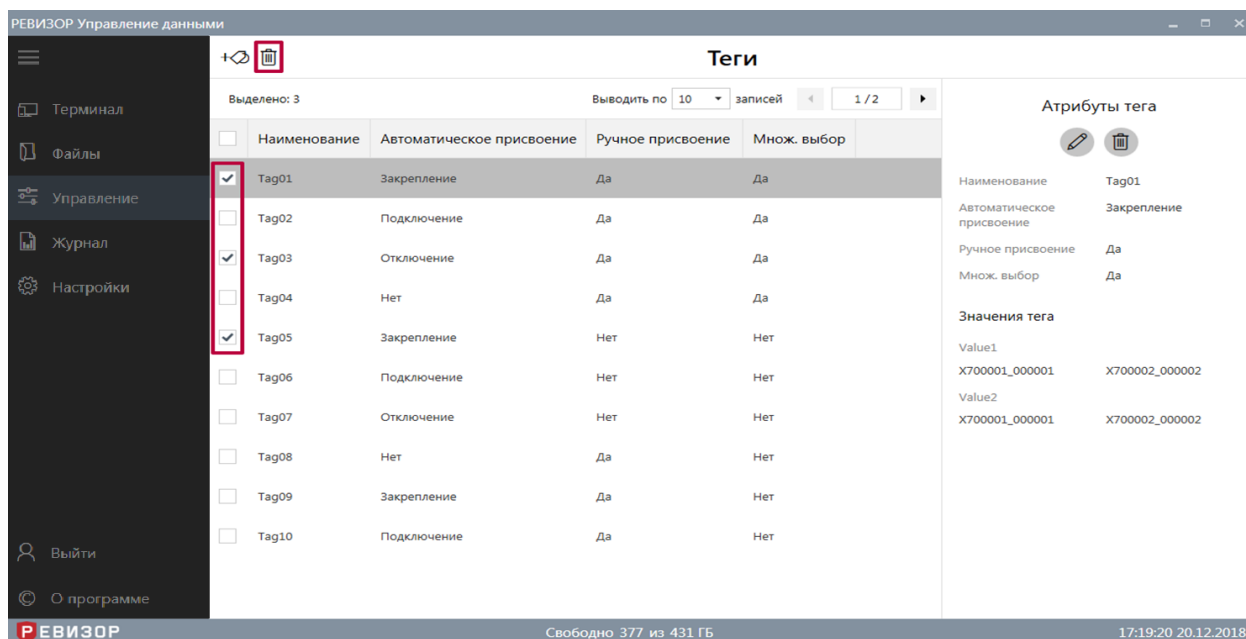 РЕВИЗОР Управление данными
Теги
Терминал
Файлы
Управление
Журнал
Настройки
Выйти
О программе
Выделено: 3 Выводить по 10 записей 1 / 2
Наименование Автоматическое присвоение Ручное присвоение Множ. выбор
Tag01 Закрепление Да Да
Tag02 Подключение Да Да
Tag03 Отключение Да Да
Tag04 Нет Да Да
Tag05 Закрепление Нет Нет
Tag06 Подключение Нет Нет
Tag07 Отключение Нет Нет
Tag08 Нет Да Нет
Tag09 Закрепление Да Нет
Tag10 Подключение Да Нет
Атрибуты тега
Наименование Tag01
Автоматическое Закрепление
присвоение
Ручное присвоение Да
Множ. выбор Да
Значения тега
Value1
X700001_000001 X700002_000002
Value2
X700001_000001 X700002_000002
РЕВИЗОР Свободно 377 из 431 ГБ 17:19:20 20.12.2018